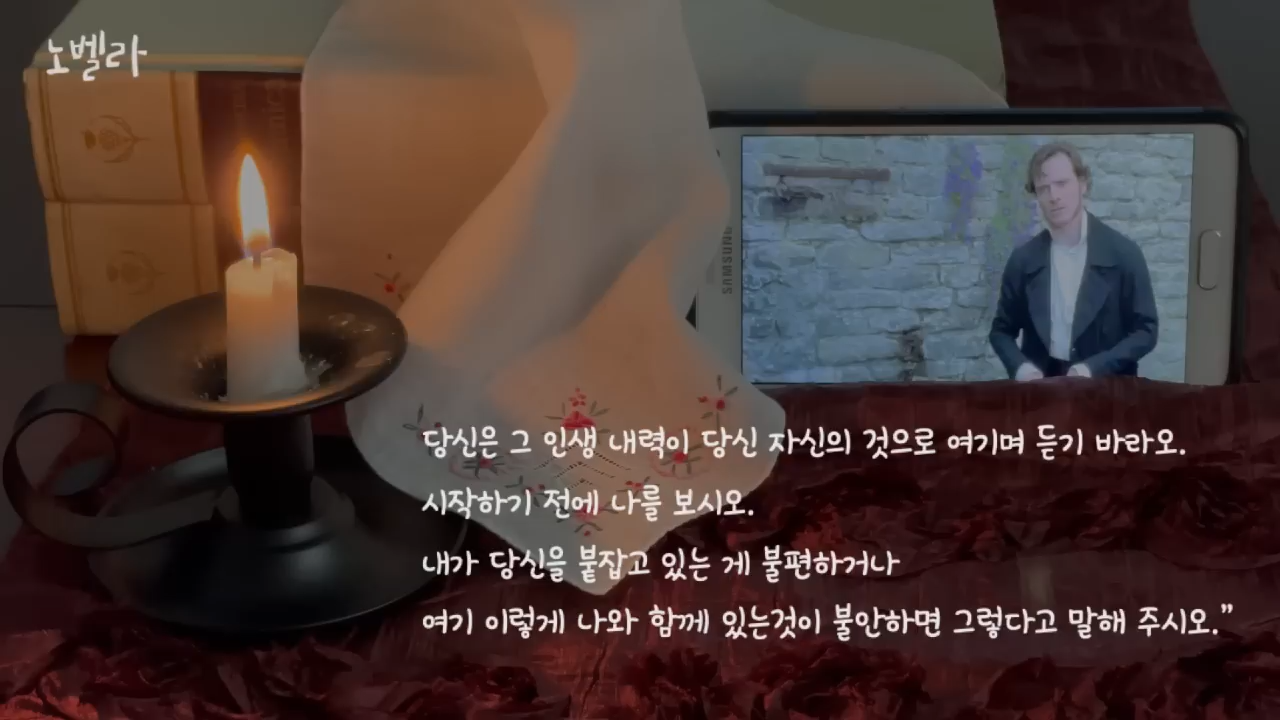 노벨라
SAMSUNG
당신은 그 인생 내력이 당신 자신의 것으로 여기며 듣기 바라오.
시작하기 전에 나를 보시오.
내가 당신을 붙잡고 있는 게 불편하거나
여기 이렇게 나와 함께 있는것이 불안하면 그렇다고 말해 주시오.”